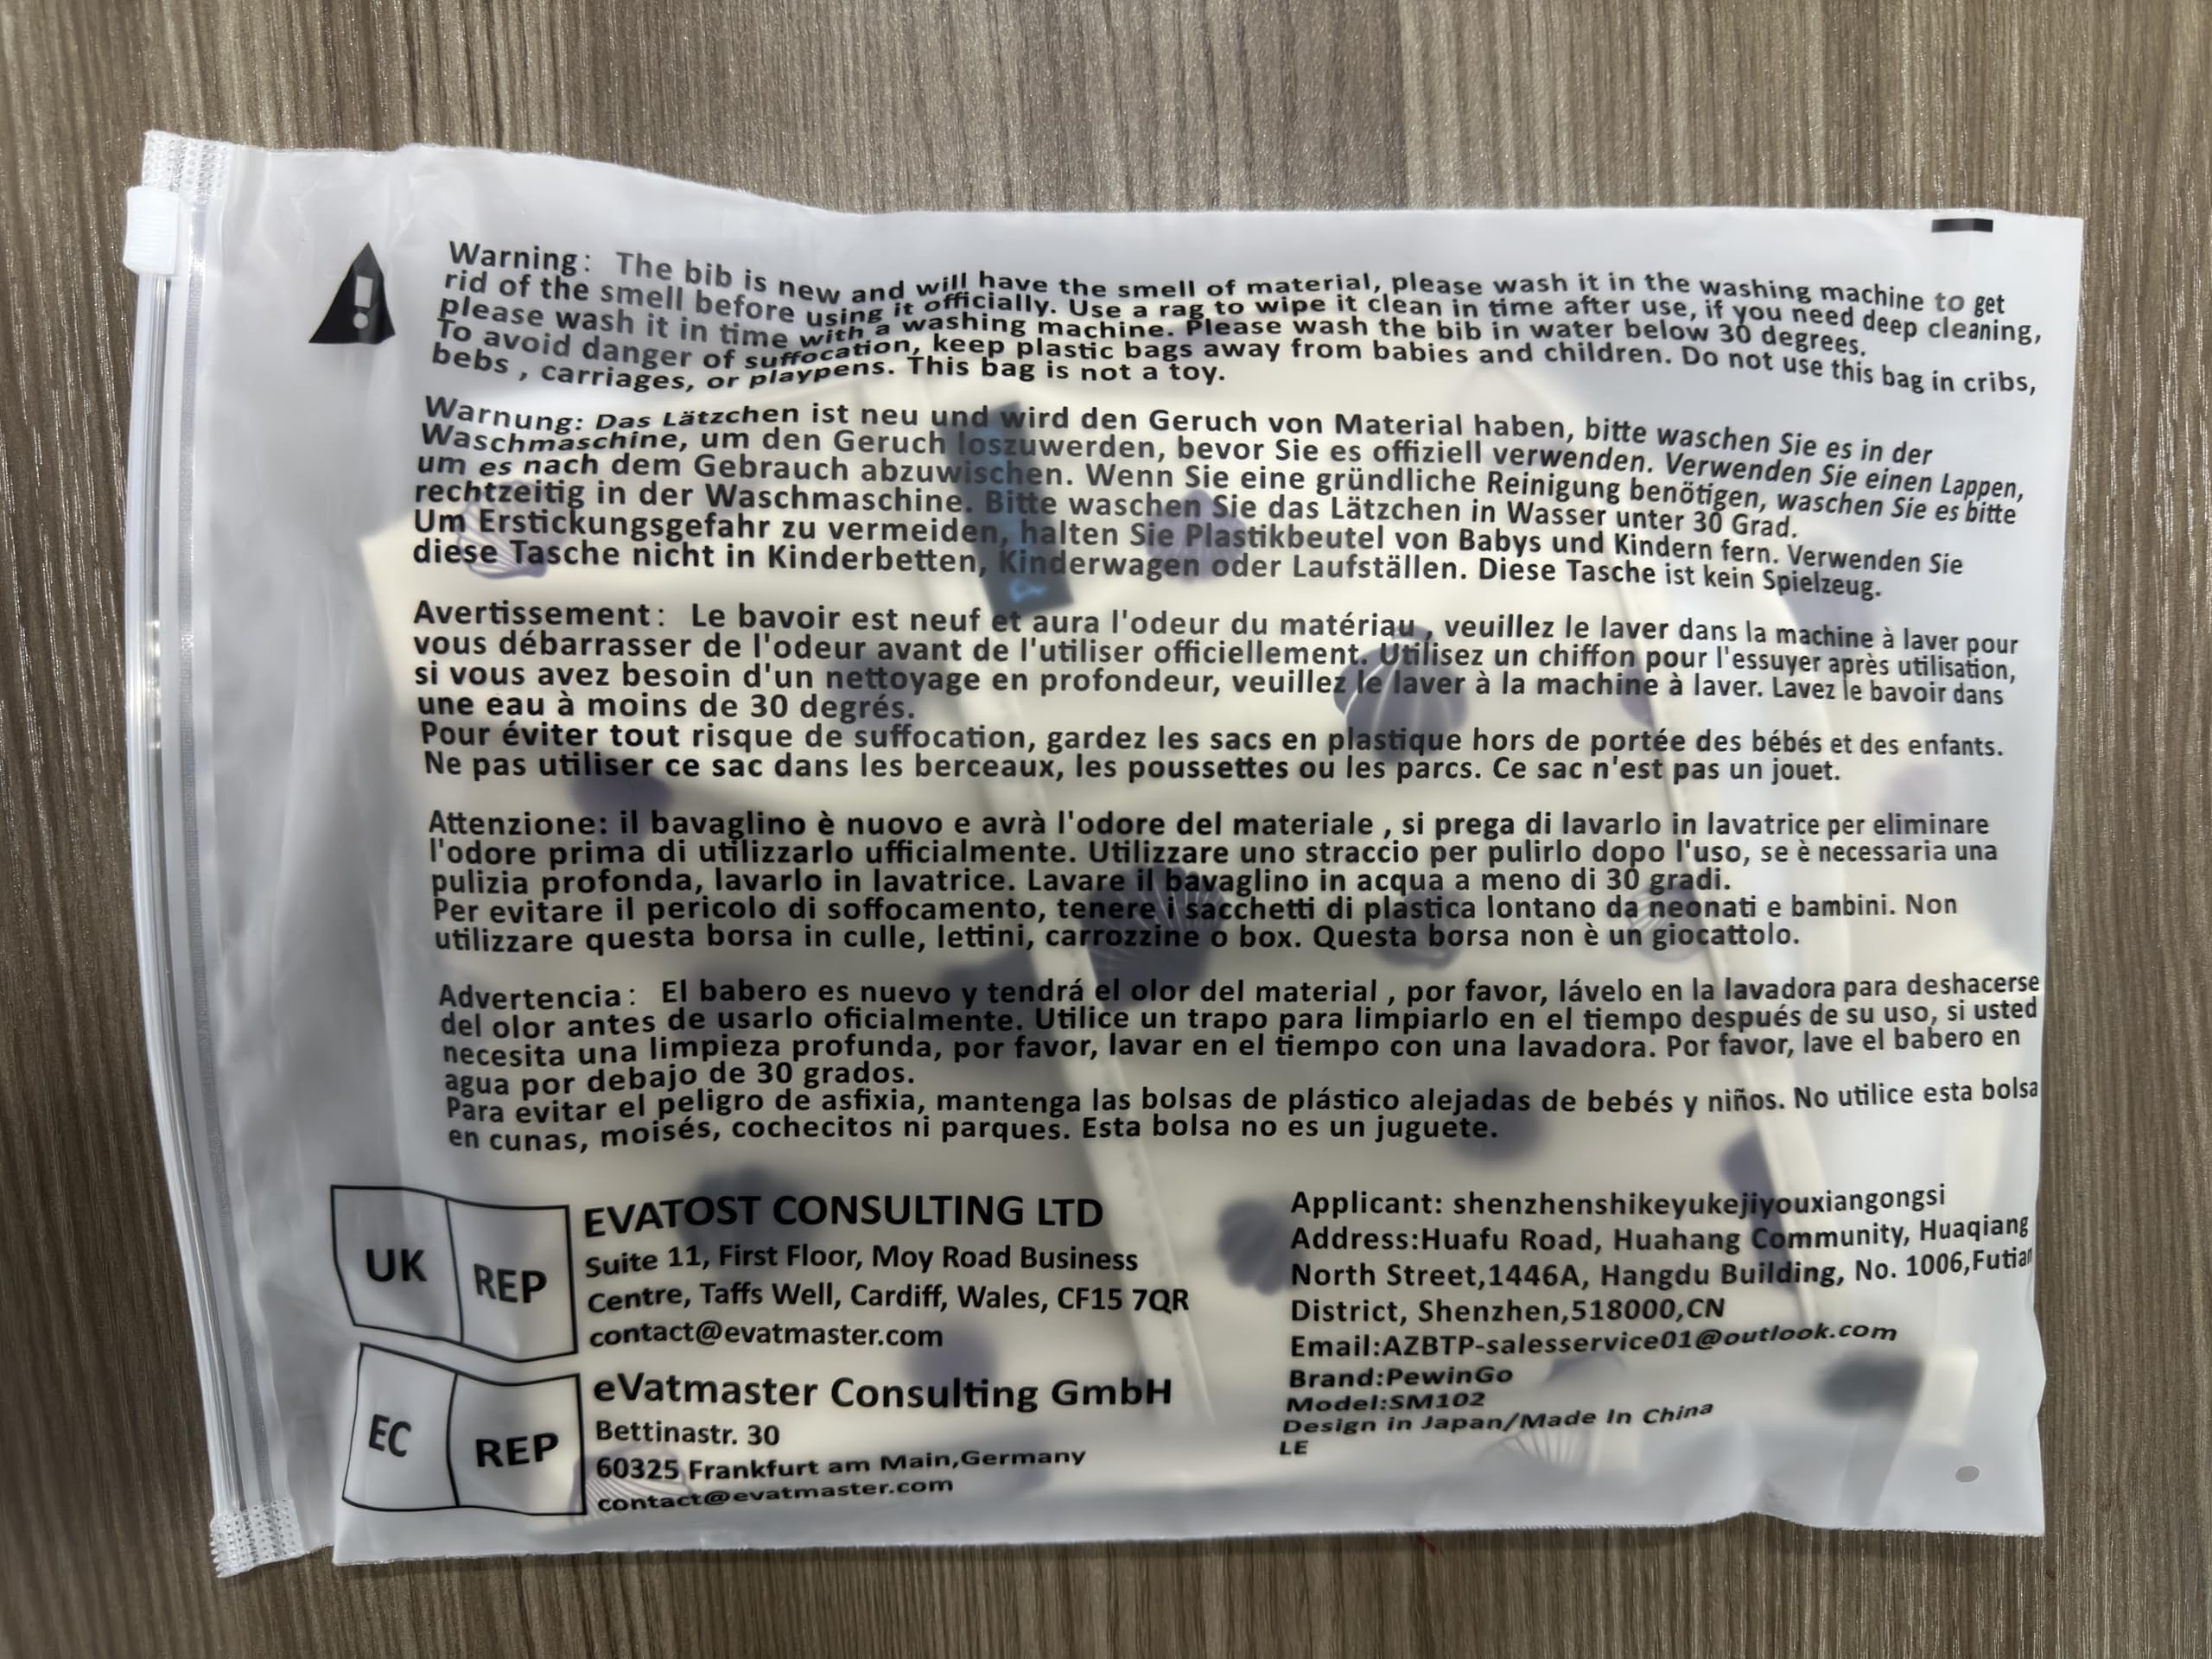 Warning: The bib is new and will have the smell of material, please wash it in the washing machine to get
rid of the smell before using it officially. Use a rag to wipe it clean in time after use, if you need deep cleaning,
please wash it in time with a washing machine. Please wash the bib in water below 30 degrees.
To avoid danger of suffocation, keep plastic bags away from babies and children. Do not use this bag in cribs,
bebs , carriages, or playpens. This bag is not a toy.
Warnung: Das Lätzchen ist neu und wird den Geruch von Material haben, bitte waschen Sie es in der
Waschmaschine, um den Geruch loszuwerden, bevor Sie es offiziell verwenden. Verwenden Sie einen Lappen,
um es nach dem Gebrauch abzuwischen. Wenn Sie eine gründliche Reinigung benötigen, waschen Sie es bitte
rechtzeitig in der Waschmaschine. Bitte waschen Sie das Lätzchen in Wasser unter 30 Grad.
Um Erstickungsgefahr zu vermeiden, halten Sie Plastikbeutel von Babys und Kindern fern. Verwenden Sie
diese Tasche nicht in Kinderbetten, Kinderwagen oder Laufställen. Diese Tasche ist kein Spielzeug.
Avertissement: Le bavoir est neuf et aura l'odeur du matériau , veuillez le laver dans la machine à laver pour
vous débarrasser de l'odeur avant de l'utiliser officiellement. Utilisez un chiffon pour l'essuyer après utilisation,
si vous avez besoin d'un nettoyage en profondeur, veuillez le laver à la machine à laver. Lavez le bavoir dans
une eau à moins de 30 degrés.
Pour éviter tout risque de suffocation, gardez les sacs en plastique hors de portée des bébés et des enfants.
Ne pas utiliser ce sac dans les berceaux, les poussettes ou les parcs. Ce sac n'est pas un jouet.
Attenzione: il bavaglino è nuovo e avrà l'odore del materiale , si prega di lavarlo in lavatrice per eliminare
l'odore prima di utilizzarlo ufficialmente. Utilizzare uno straccio per pulirlo dopo l'uso, se è necessaria una
pulizia profonda, lavarlo in lavatrice. Lavare il bavaglino in acqua a meno di 30 gradi.
Per evitare il pericolo di soffocamento, tenere i sacchetti di plastica lontano da neonati e bambini. Non
utilizzare questa borsa in culle, lettini, carrozzine o box. Questa borsa non è un giocattolo.
Advertencia: El babero es nuevo y tendrá el olor del material , por favor, lávelo en la lavadora para deshacerse
del olor antes de usarlo oficialmente. Utilice un trapo para limpiarlo en el tiempo después de su uso, si usted
necesita una limpieza profunda, por favor, lavar en el tiempo con una lavadora. Por favor, lave el babero en
agua por debajo de 30 grados.
Para evitar el peligro de asfixia, mantenga las bolsas de plástico alejadas de bebés y niños. No utilice esta bolsa
en cunas, moisés, cochecitos ni parques. Esta bolsa no es un juguete.
UK REP
EVATOST CONSULTING LTD
Suite 11, First Floor, Moy Road Business
Centre, Taffs Well, Cardiff, Wales, CF15 7QR
contact@evatmaster.com
EC REP
eVatmaster Consulting GmbH
Bettinastr. 30
60325 Frankfurt am Main,Germany
contact@evatmaster.com
Applicant: shenzhenshikeyukejiyouxiangongsi
Address:Huafu Road, Huahang Community, Huaqiang
North Street,1446A, Hangdu Building, No. 1006,Futian
District, Shenzhen,518000,CN
Email:AZBTP-salesservice01@outlook.com
Brand:PewinGo
Model:SM102
Design in Japan/Made In China
LE